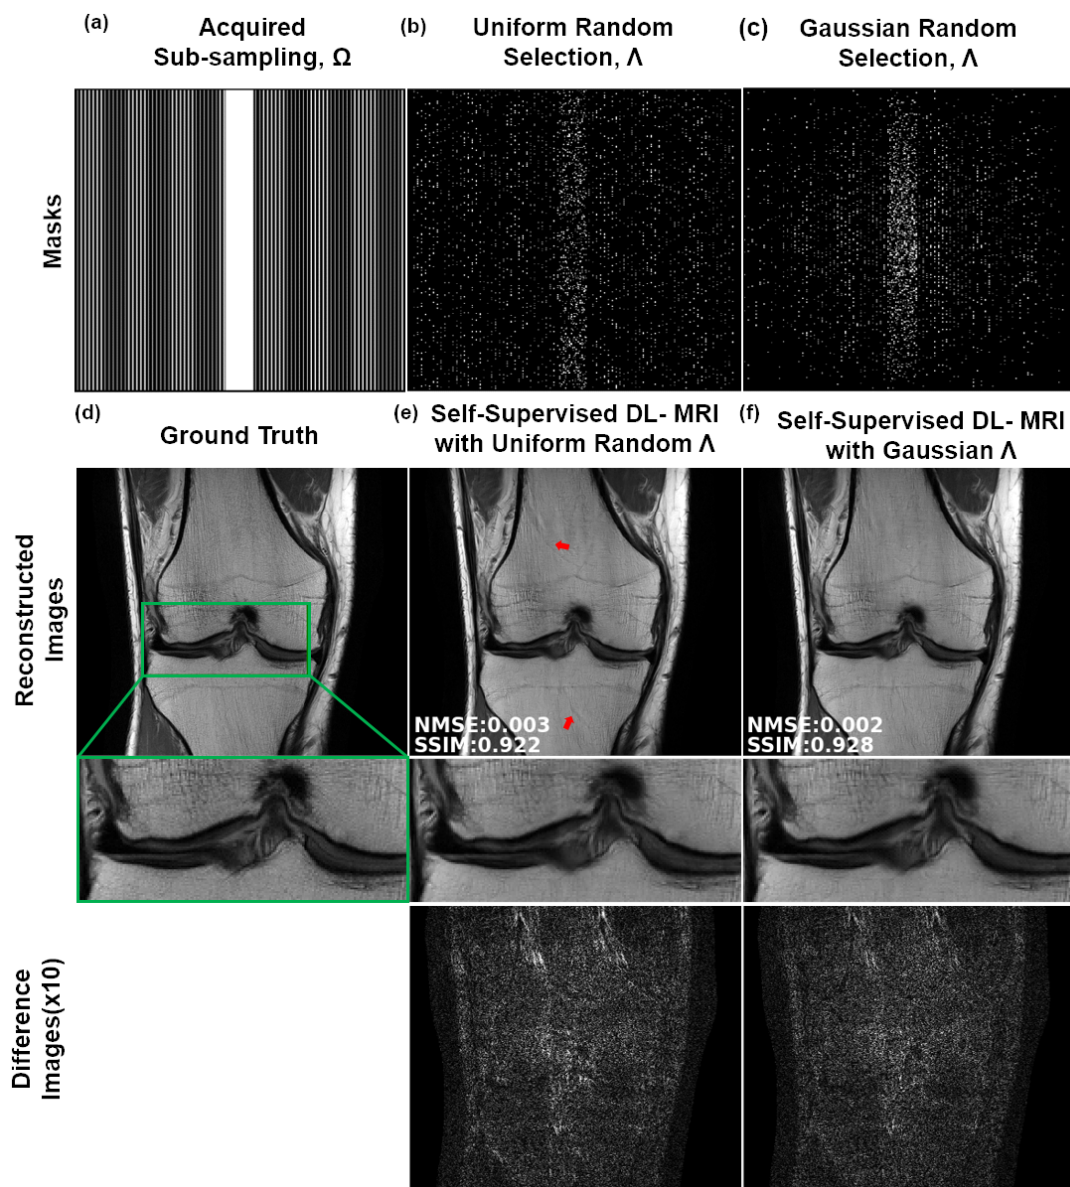 (a)
Acquired
Sub-sampling, Ω
(b)
Uniform Random
Selection, Λ
(c)
Gaussian Random
Selection, Λ
Masks
(d)
Ground Truth
(e)
Self-Supervised DL- MRI
with Uniform Random Λ
(f)
Self-Supervised DL- MRI
with Gaussian Λ
Reconstructed
Images
NMSE:0.003
SSIM:0.922
NMSE:0.002
SSIM:0.928
Difference
Images(x10)